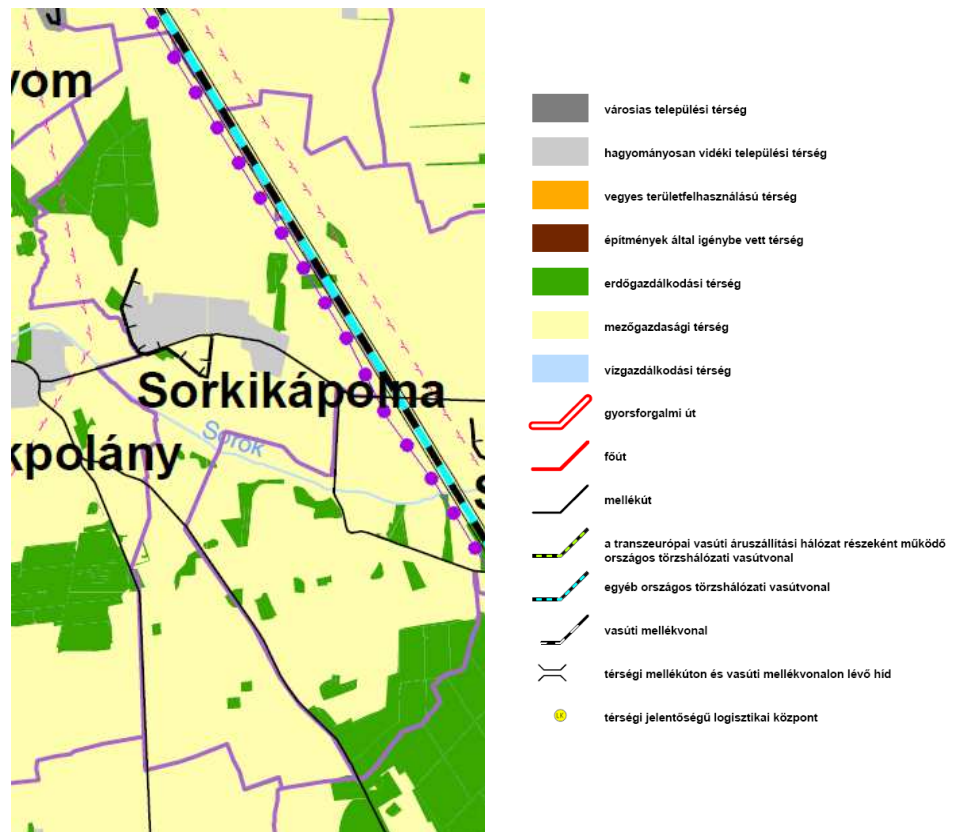 yom
Sorkikápolna
Sorok
kpolány
S
városias települési térség
hagyományosan vidéki települési térség
vegyes területfelhasználású térség
építmények által igénybe vett térség
erdőgazdálkodási térség
mezőgazdasági térség
vízgazdálkodási térség
gyorsforgalmi út
főút
mellékút
a transzeurópai vasúti áruszállítási hálózat részeként működő
országos törzshálózati vasútvonal
egyéb országos törzshálózati vasútvonal
vasúti mellékvonal
térségi mellékúton és vasúti mellékvonalon lévő híd
LK
térségi jelentőségű logisztikai központ